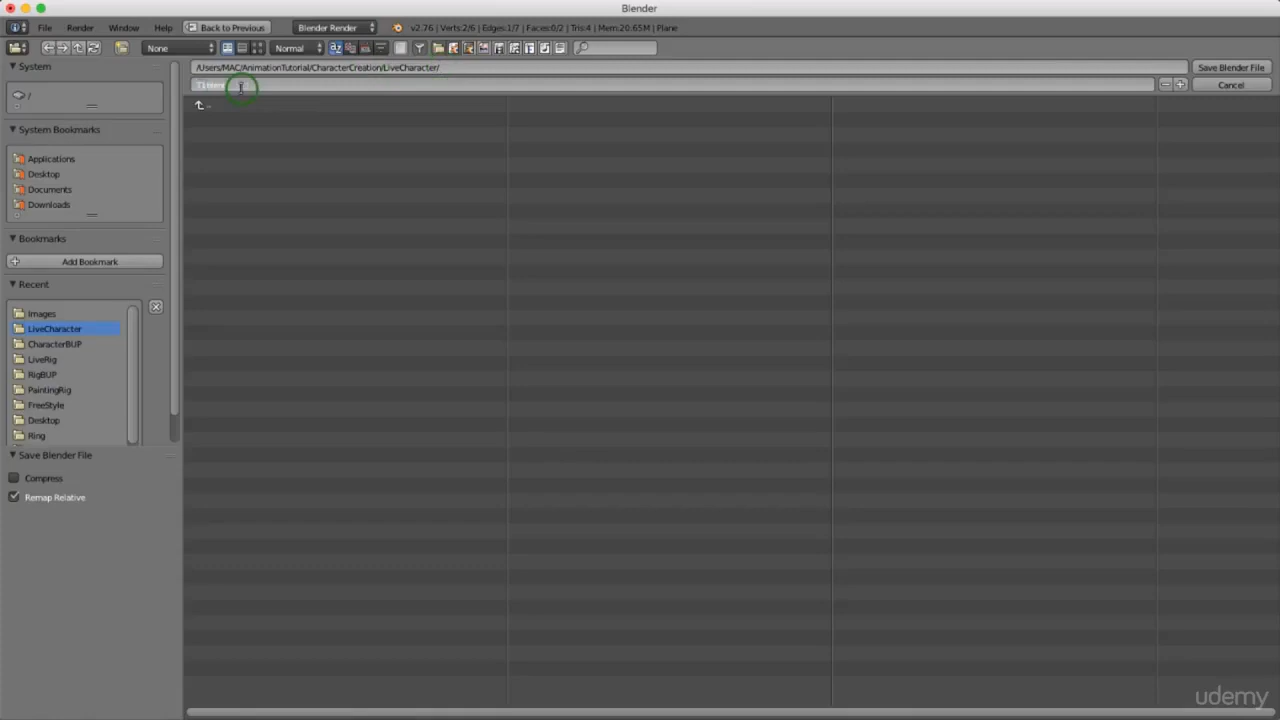 Blender
File Render Window Help Back to Previous Blender Render v2.76 | Verts:2/6 | Edges:1/7 | Faces:0/2 | Tris:4 | Mem:20.65M | Plane
None Normal
System
/Users/MAC/AnimationTutorial/CharacterCreation/LiveCharacter/
Save Blender File
Cancel
/
..
System Bookmarks
Applications
Desktop
Documents
Downloads
Bookmarks
Add Bookmark
Recent
Images
LiveCharacter
CharacterBUP
LiveRig
RigBUP
PaintingRig
FreeStyle
Desktop
Ring
Save Blender File
Compress
Remap Relative
udemy